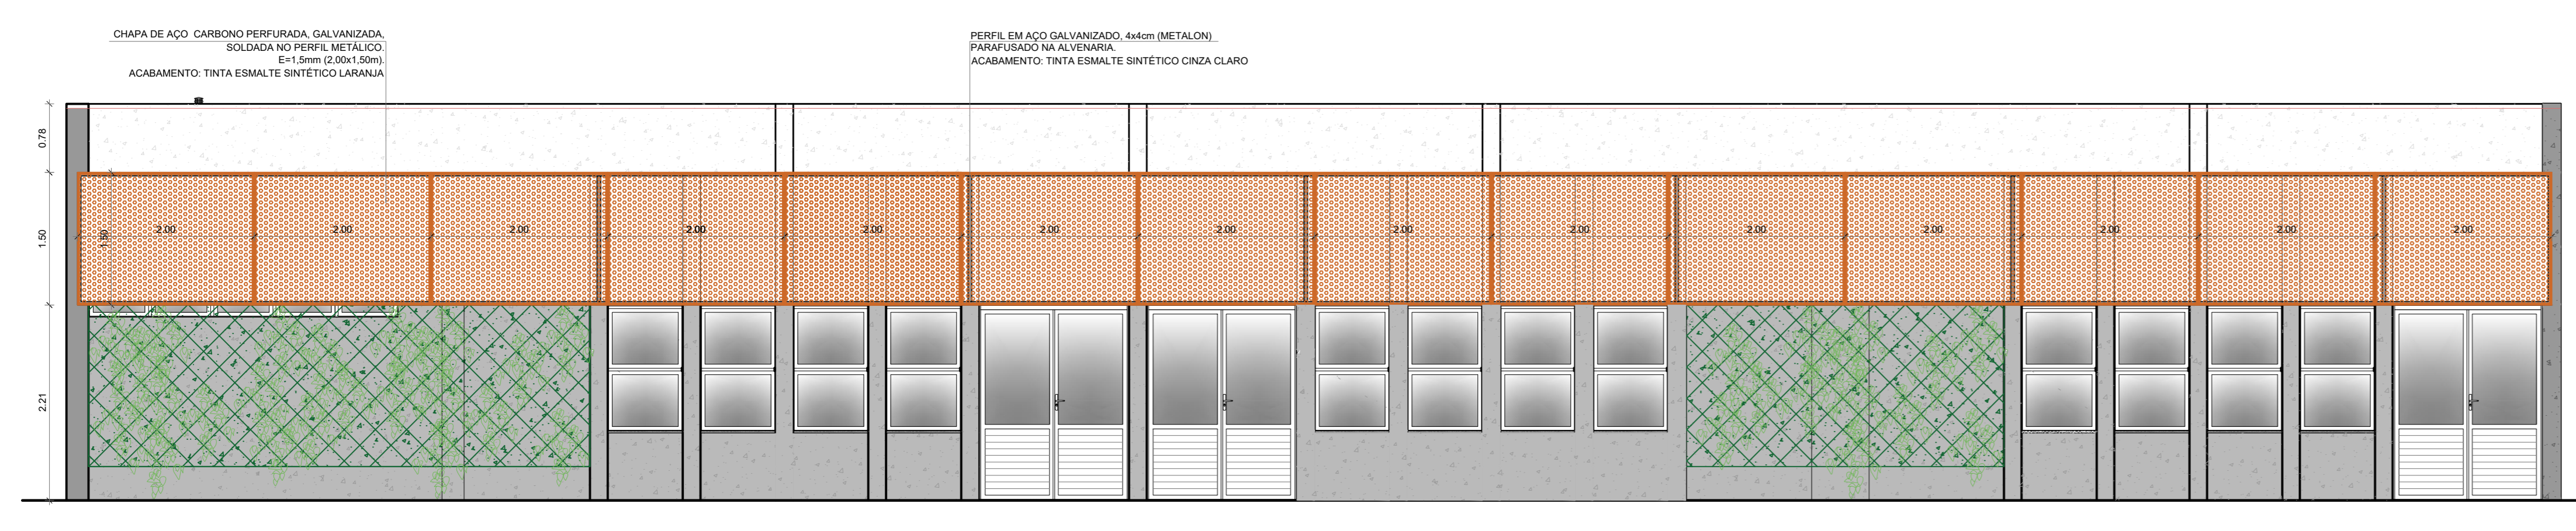 CHAPA DE AÇO  CARBONO PERFURADA, GALVANIZADA,
SOLDADA NO PERFIL METÁLICO.
E=1,5mm (2,00x1,50m).
ACABAMENTO: TINTA ESMALTE SINTÉTICO LARANJA
PERFIL EM AÇO GALVANIZADO, 4x4cm (METALON)
PARAFUSADO NA ALVENARIA.
ACABAMENTO: TINTA ESMALTE SINTÉTICO CINZA CLARO
0.78
1.50
1.50
2.00
2.00
2.00
2.00
2.00
2.00
2.00
2.00
2.00
2.00
2.00
2.00
2.00
2.00
2.21